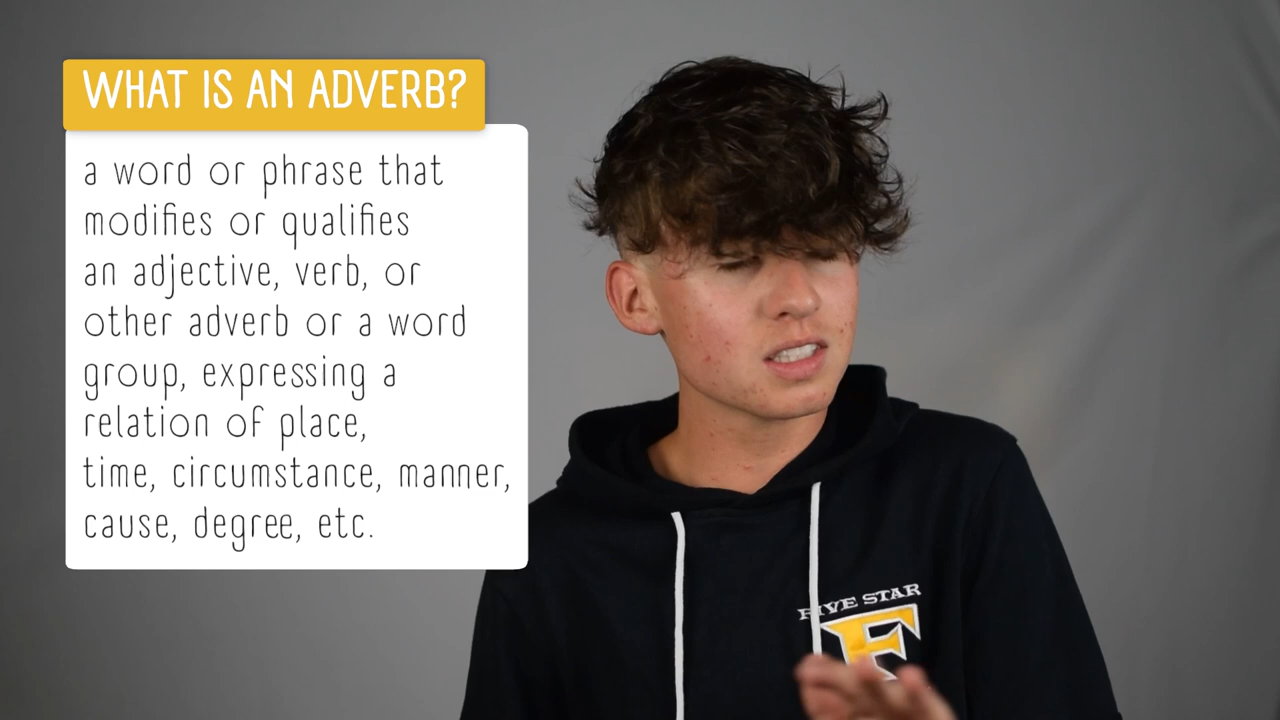 WHAT IS AN ADVERB?
a word or phrase that
modifies or qualifies
an adjective, verb, or
other adverb or a word
group, expressing a
relation of place,
time, circumstance, manner,
cause, degree, etc.
FIVE STAR
F